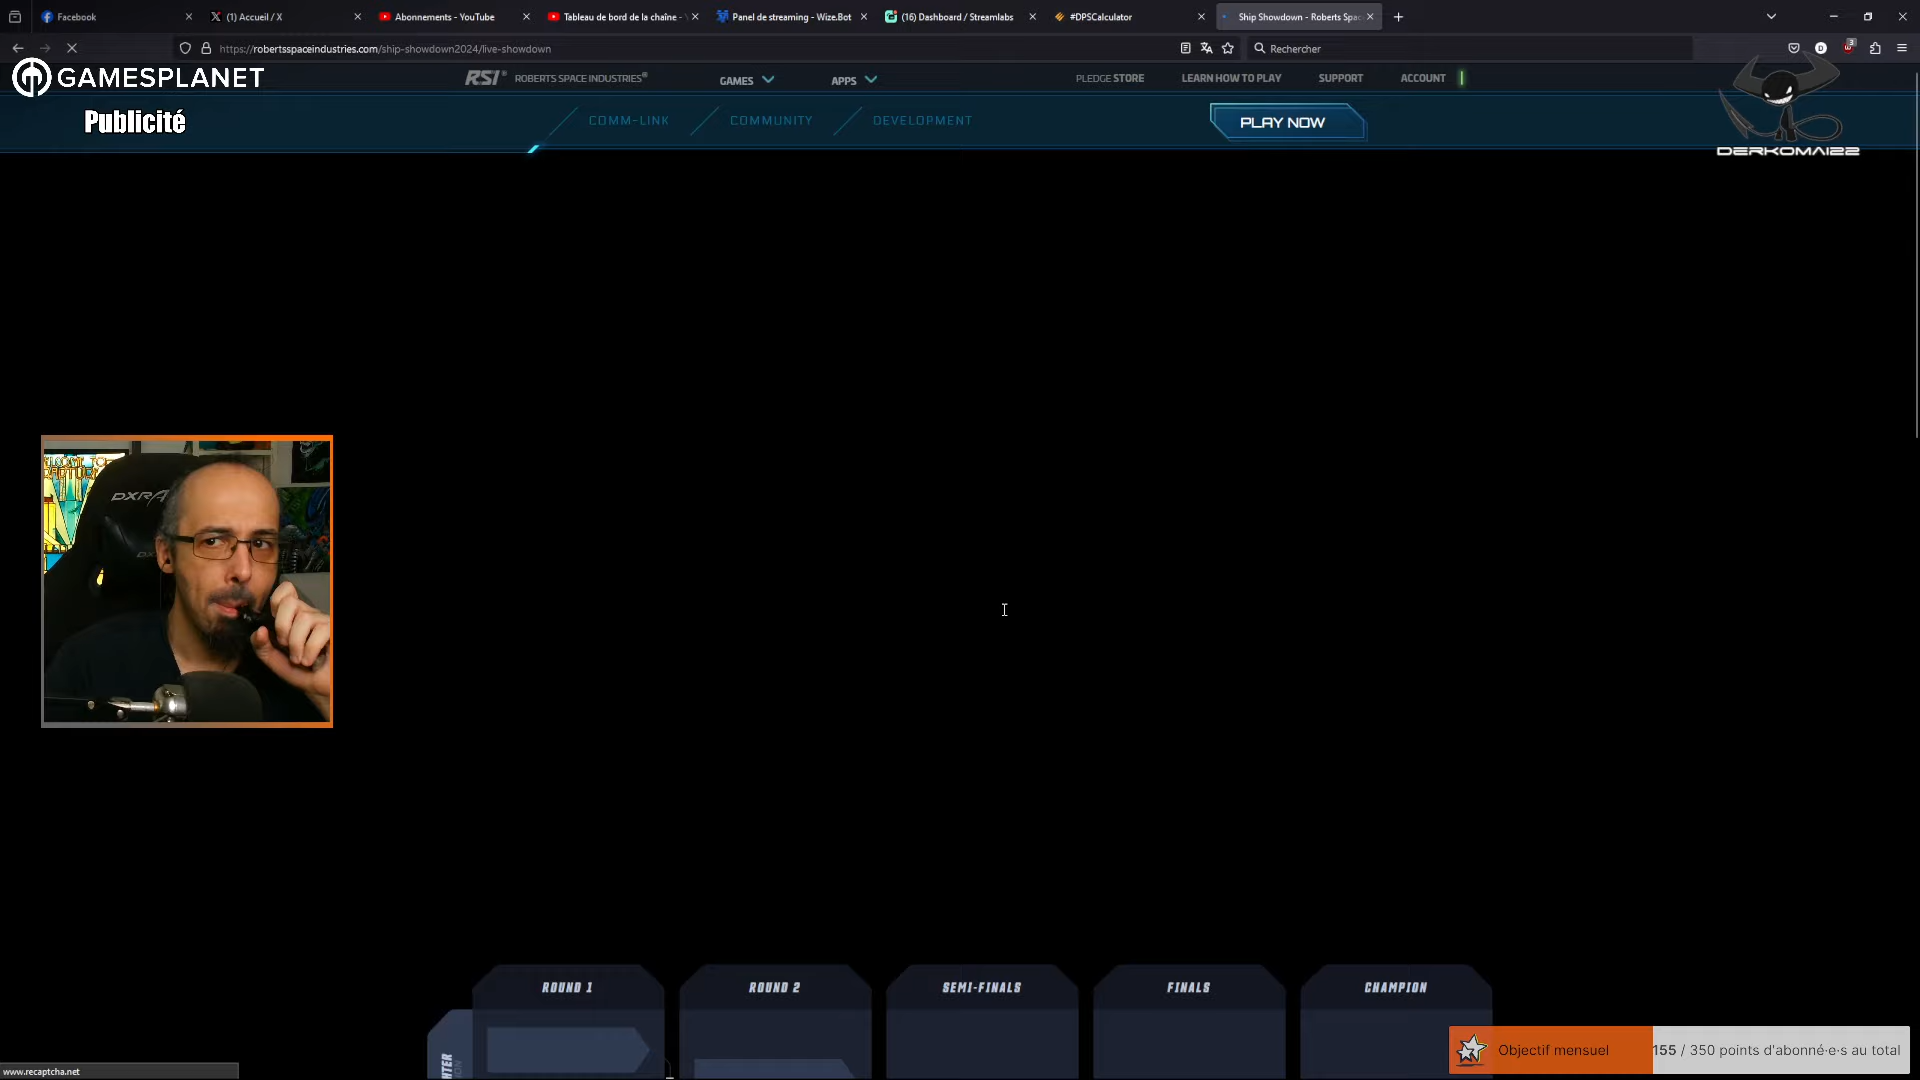 Facebook
(1) Accueil / X
Abonnements - YouTube
Tableau de bord de la chaîne -
Panel de streaming - Wize.Bot
(16) Dashboard / Streamlabs
#DPSCalculator
Ship Showdown - Roberts Spac
https://robertsspaceindustries.com/ship-showdown2024/live-showdown
Rechercher
3
GAMESPLANET
Publicité
RSI
ROBERTS SPACE INDUSTRIES®
GAMES
APPS
PLEDGE STORE
LEARN HOW TO PLAY
SUPPORT
ACCOUNT
COMM-LINK
COMMUNITY
DEVELOPMENT
PLAY NOW
DERKOMAI22
DXRA
ROUND 1
ROUND 2
SEMI-FINALS
FINALS
CHAMPION
Objectif mensuel
155 / 350 points d'abonné·e·s au total
www.recaptcha.net